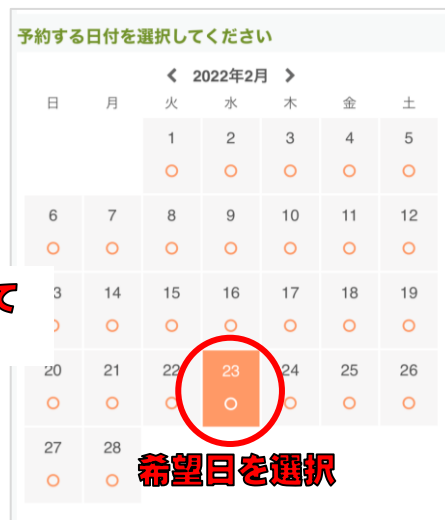 予約する日付を選択してください
2022年2月
日 月 火 水 木 金 土
1 2 3 4 5
6 7 8 9 10 11 12
て 3 14 15 16 17 18 19
20 21 22 23 24 25 26
27 28
希望日を選択